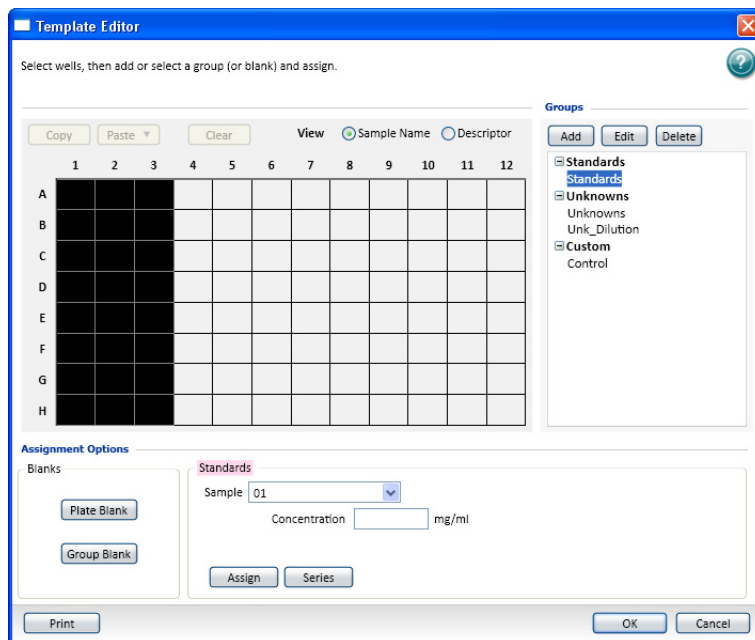 Template Editor
Select wells, then add or select a group (or blank) and assign.
?
Groups
Copy Paste Clear View Sample Name Descriptor
Add Edit Delete
1 2 3 4 5 6 7 8 9 10 11 12
A
B
C
D
E
F
G
H
Standards
Standards
Unknowns
Unknowns
Unk_Dilution
Custom
Control
Assignment Options
Blanks
Plate Blank
Group Blank
Standards
Sample 01
Concentration mg/ml
Assign Series
Print OK Cancel